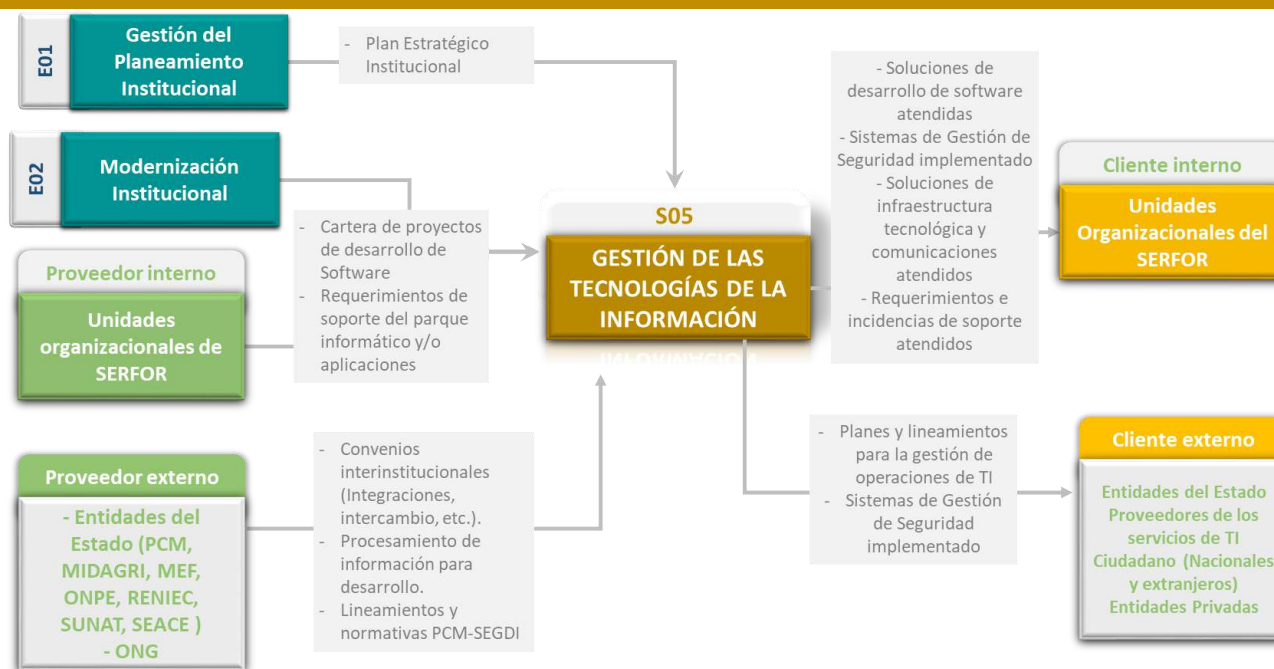 E01
Gestión del
Planeamiento
Institucional
- Plan Estratégico
Institucional
E02
Modernización
Institucional
Proveedor interno
Unidades
organizacionales de
SERFOR
- Cartera de proyectos
de desarrollo de
Software
- Requerimientos de
soporte del parque
informático y/o
aplicaciones
Proveedor externo
- Entidades del
Estado (PCM,
MIDAGRI, MEF,
ONPE, RENIEC,
SUNAT, SEACE )
- ONG
- Convenios
interinstitucionales
(Integraciones,
intercambio, etc.).
- Procesamiento de
información para
desarrollo.
- Lineamientos y
normativas PCM-SEGDI
S05
GESTIÓN DE LAS
TECNOLOGÍAS DE LA
INFORMACIÓN
- Soluciones de
desarrollo de software
atendidas
- Sistemas de Gestión de
Seguridad implementado
- Soluciones de
infraestructura
tecnológica y
comunicaciones
atendidos
- Requerimientos e
incidencias de soporte
atendidos
Cliente interno
Unidades
Organizacionales del
SERFOR
- Planes y lineamientos
para la gestión de
operaciones de TI
- Sistemas de Gestión
de Seguridad
implementado
Cliente externo
Entidades del Estado
Proveedores de los
servicios de TI
Ciudadano (Nacionales
y extranjeros)
Entidades Privadas